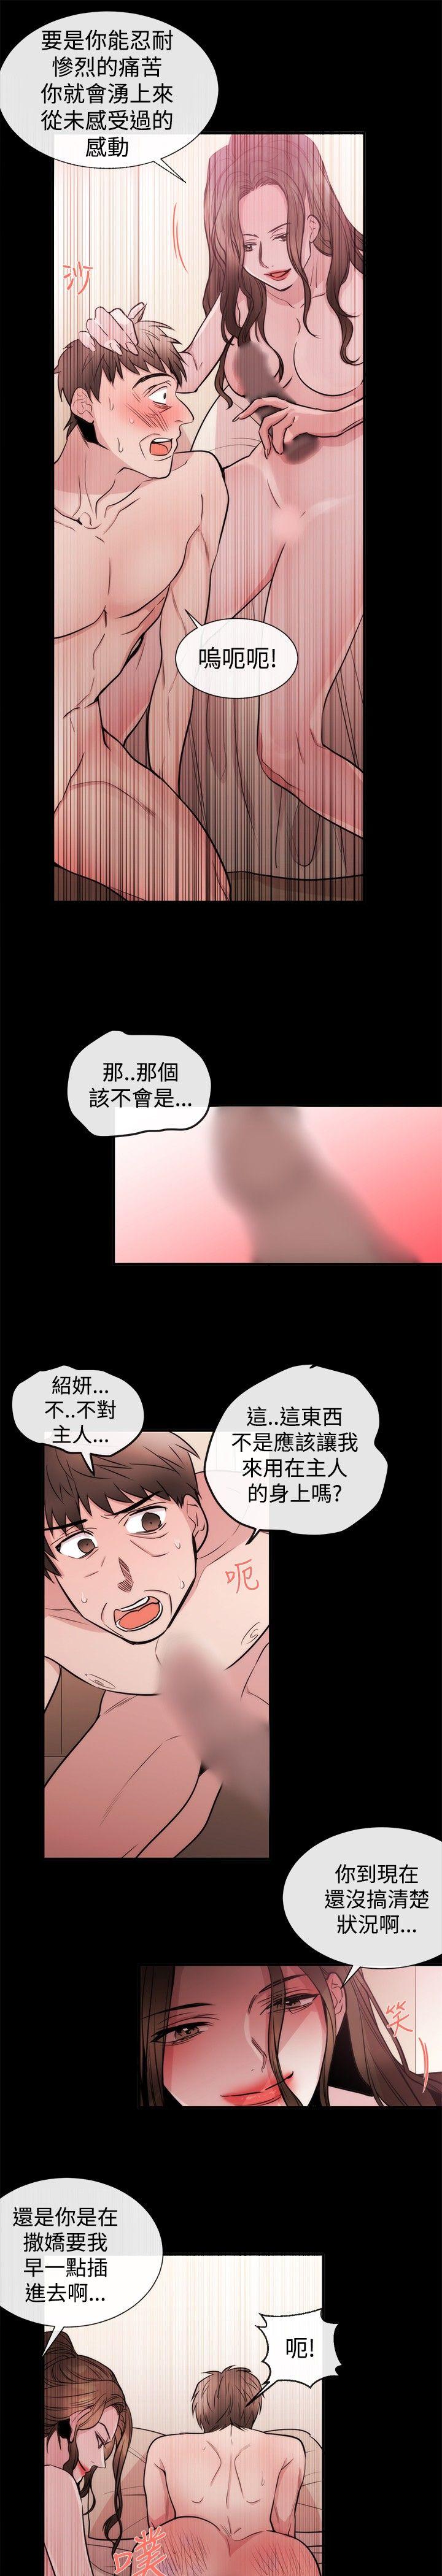 要是你能忍耐
慘烈的痛苦
你就會湧上來
從未感受過的
感動
沙
嗚呃呃!
那..那個
該不會是...
紹妍...
不..不對
主人...
這..這東西
不是應該讓我
來用在主人
的身上嗎?
呃
你到現在
還沒搞清楚
狀況啊...
笑
還是你是在
撒嬌要我
早一點插
進去啊...
呃!
噗